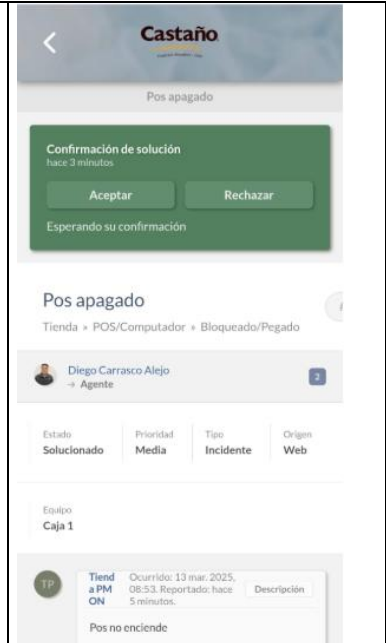 Castaño
Pos apagado
Confirmación de solución
hace 3 minutos
Aceptar Rechazar
Esperando su confirmación
Pos apagado
Tienda » POS/Computador » Bloqueado/Pegado
Diego Carrasco Alejo
→ Agente
2
Estado Prioridad Tipo Origen
Solucionado Media Incidente Web
Equipo
Caja 1
TP
Tiend
a PM
ON
Ocurrido: 13 mar. 2025,
08:53. Reportado: hace
5 minutos.
Descripción
Pos no enciende